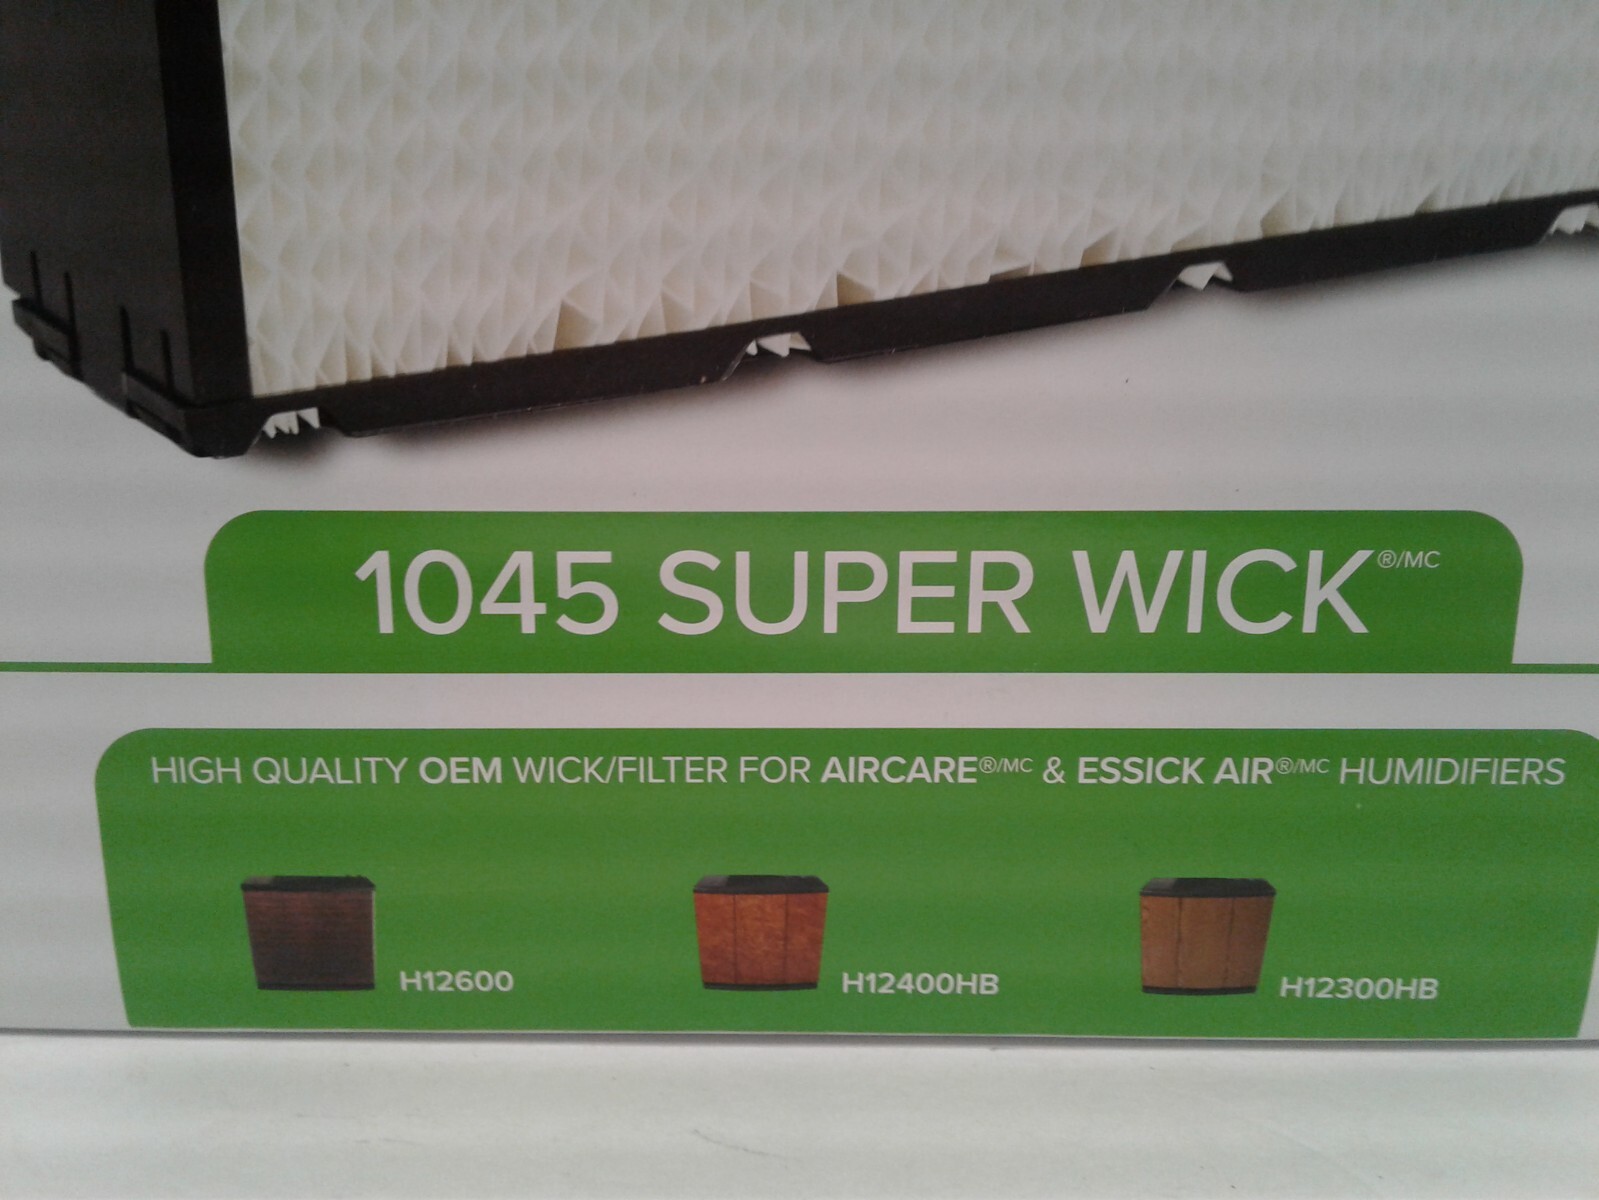 1045 SUPER WICK®/MC
HIGH QUALITY OEM WICK/FILTER FOR AIRCARE®/MC & ESSICK AIR®/MC HUMIDIFIERS
H12600 H12400HB H12300HB